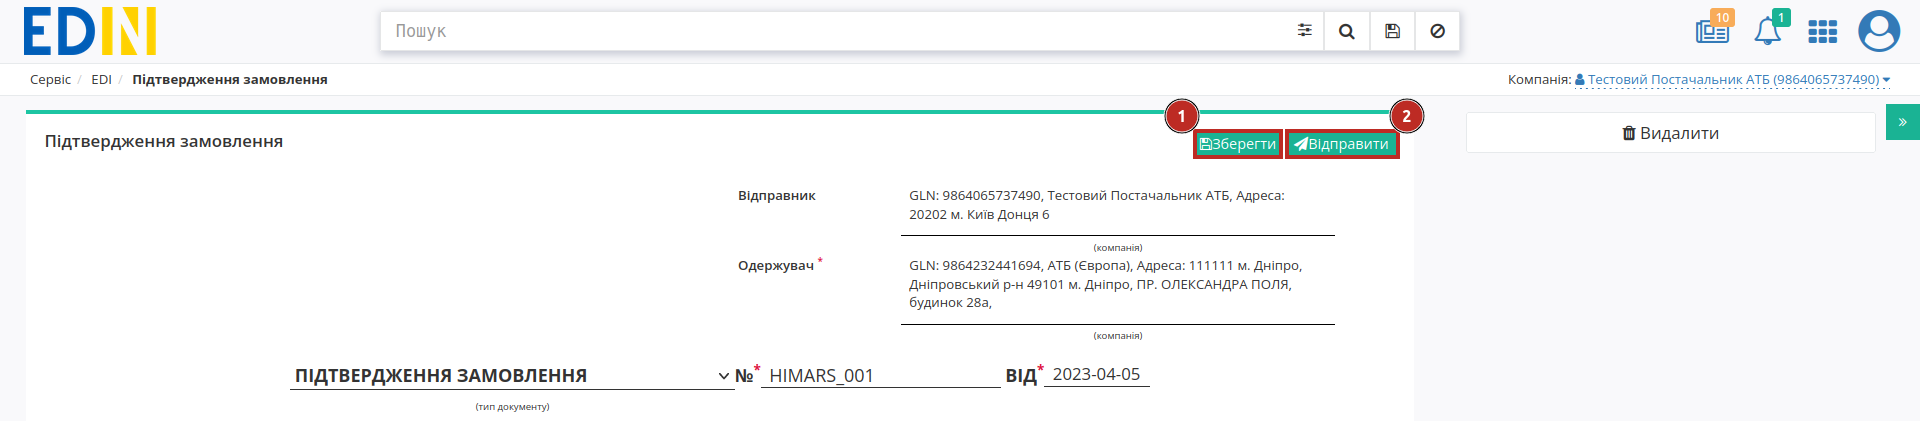 EDIN
Пошук
10
1
Сервіс / EDI / Підтвердження замовлення
Компанія: Тестовий Постачальник АТБ (9864065737490)
1
2
Підтвердження замовлення
Зберегти
Відправити
Видалити
»
Відправник
GLN: 9864065737490, Тестовий Постачальник АТБ, Адреса:
20202 м. Київ Донця 6
(компанія)
Одержувач *
GLN: 9864232441694, АТБ (Європа), Адреса: 111111 м. Дніпро,
Дніпровський р-н 49101 м. Дніпро, ПР. ОЛЕКСАНДРА ПОЛЯ,
будинок 28а,
(компанія)
ПІДТВЕРДЖЕННЯ ЗАМОВЛЕННЯ №* HIMARS_001 ВІД* 2023-04-05
(тип документу)